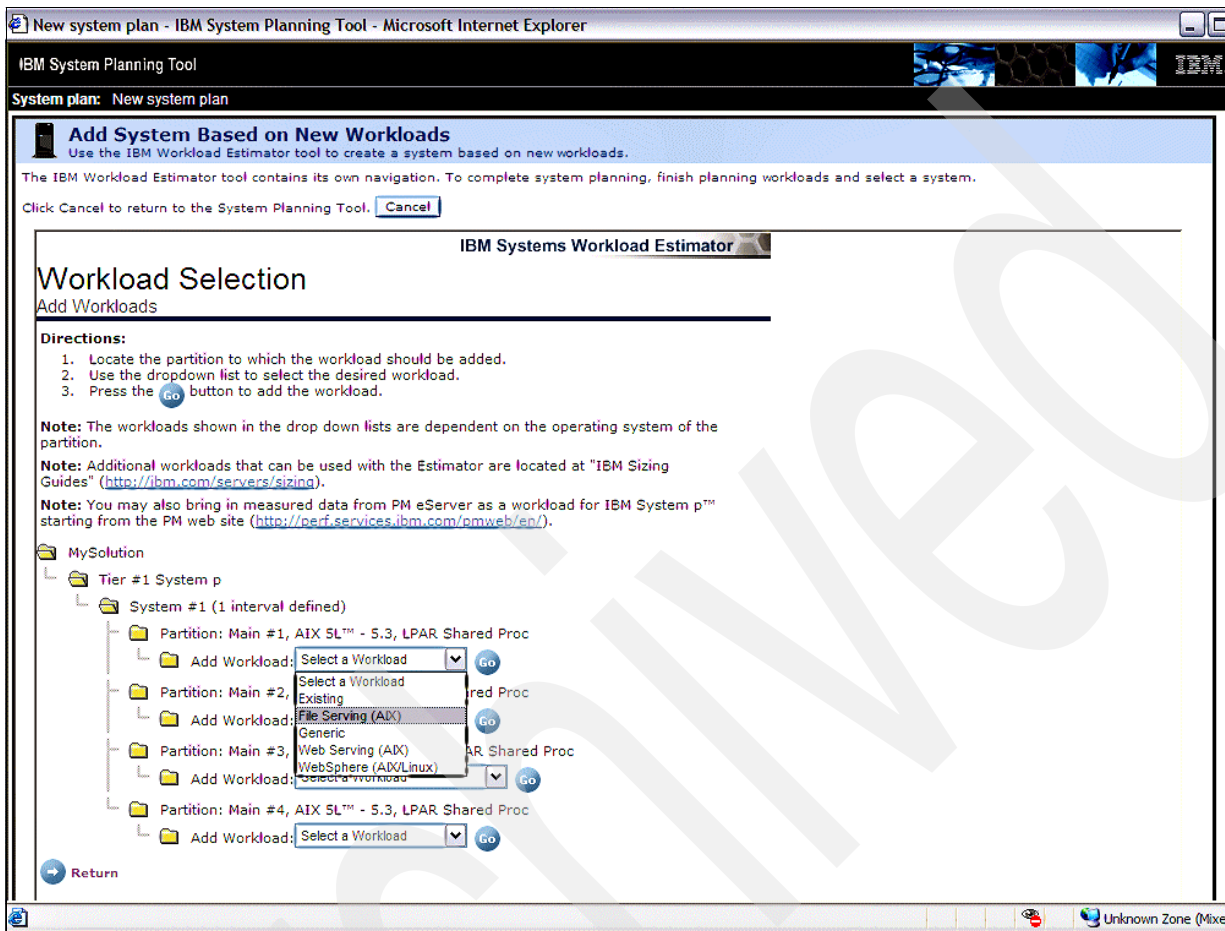 New system plan - IBM System Planning Tool - Microsoft Internet Explorer
IBM System Planning Tool
IBM
System plan: New system plan
Add System Based on New Workloads
Use the IBM Workload Estimator tool to create a system based on new workloads.
The IBM Workload Estimator tool contains its own navigation. To complete system planning, finish planning workloads and select a system.
Click Cancel to return to the System Planning Tool. Cancel
IBM Systems Workload Estimator
Workload Selection
Add Workloads
Directions:
1. Locate the partition to which the workload should be added.
2. Use the dropdown list to select the desired workload.
3. Press the Go button to add the workload.
Note: The workloads shown in the drop down lists are dependent on the operating system of the
partition.
Note: Additional workloads that can be used with the Estimator are located at "IBM Sizing
Guides" (http://ibm.com/servers/sizing).
Note: You may also bring in measured data from PM eServer as a workload for IBM System p™
starting from the PM web site (http://perf.services.ibm.com/pmweb/en/).
MySolution
Tier #1 System p
System #1 (1 interval defined)
Partition: Main #1, AIX 5L™ - 5.3, LPAR Shared Proc
Add Workload: Select a Workload Go
Select a Workload
Existing
File Serving (AIX)
Generic
Web Serving (AIX)
WebSphere (AIX/Linux)
Partition: Main #2, ired Proc
Add Workload: Go
Partition: Main #3, PAR Shared Proc
Add Workload: Select a Workload Go
Partition: Main #4, AIX 5L™ - 5.3, LPAR Shared Proc
Add Workload: Select a Workload Go
Return
Unknown Zone (Mixe